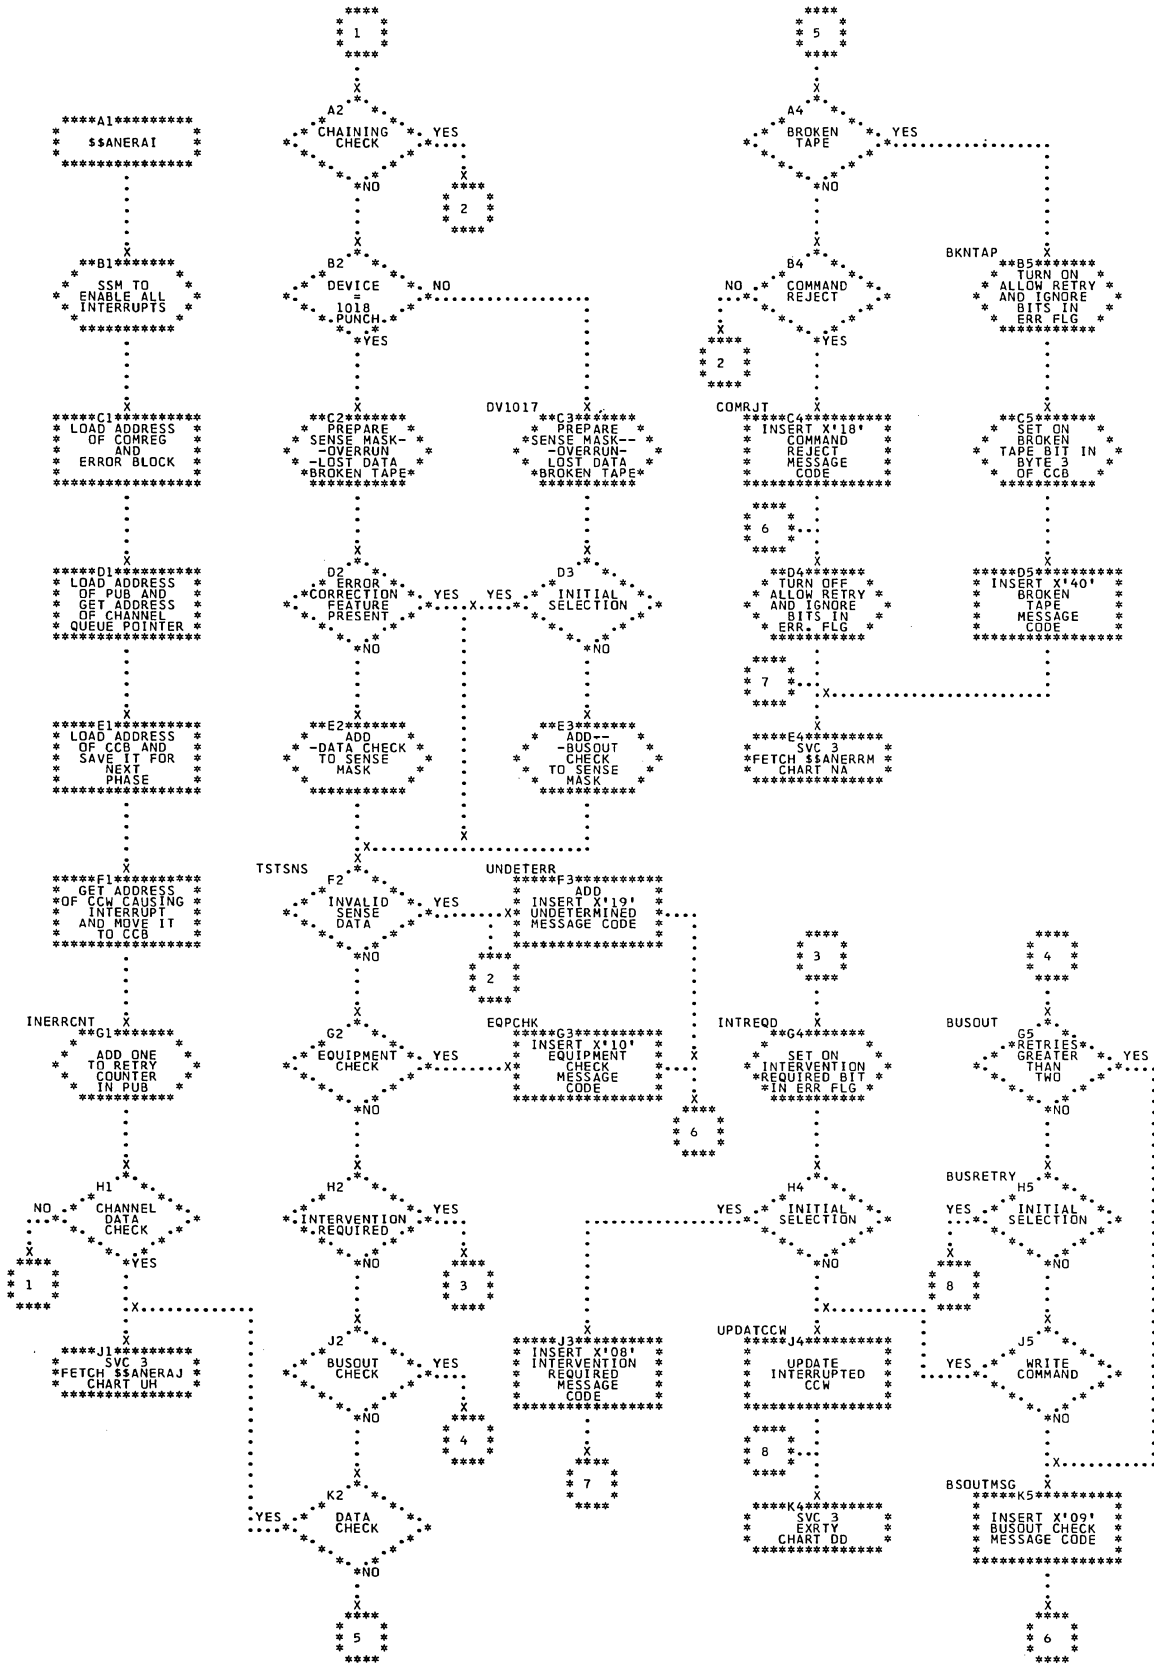 1
5
A1
$$ANERAI
A2
CHAINING
CHECK
YES
NO
2
A4
BROKEN
TAPE
YES
NO
B1
SSM TO
ENABLE ALL
INTERRUPTS
B2
DEVICE
=
1018
PUNCH
NO
YES
B4
COMMAND
REJECT
NO
YES
2
BKNTAP
B5
TURN ON
ALLOW RETRY
AND IGNORE
BITS IN
ERR FLG
C1
LOAD ADDRESS
OF COMREG
AND
ERROR BLOCK
C2
PREPARE
SENSE MASK-
-OVERRUN
-LOST DATA
BROKEN TAPE
DV1017
C3
PREPARE
SENSE MASK--
-OVERRUN-
LOST DATA
BROKEN TAPE
COMRJT
C4
INSERT X'18'
COMMAND
REJECT
MESSAGE
CODE
C5
SET ON
BROKEN
TAPE BIT IN
BYTE 3
OF CCB
6
D1
LOAD ADDRESS
OF PUB AND
GET ADDRESS
OF CHANNEL
QUEUE POINTER
D2
ERROR
CORRECTION
FEATURE
PRESENT
YES
NO
D3
INITIAL
SELECTION
YES
NO
D4
TURN OFF
ALLOW RETRY
AND IGNORE
BITS IN
ERR. FLG
D5
INSERT X'40'
BROKEN
TAPE
MESSAGE
CODE
7
E1
LOAD ADDRESS
OF CCB AND
SAVE IT FOR
NEXT
PHASE
E2
ADD
-DATA CHECK
TO SENSE
MASK
E3
ADD--
-BUSOUT
CHECK
TO SENSE
MASK
E4
SVC 3
FETCH $$ANERRM
CHART NA
F1
GET ADDRESS
OF CCW CAUSING
INTERRUPT
AND MOVE IT
TO CCB
TSTSNS
F2
INVALID
SENSE
DATA
YES
NO
2
UNDETERR
F3
ADD
INSERT X'19'
UNDETERMINED
MESSAGE CODE
3
4
INERRCNT
G1
ADD ONE
TO RETRY
COUNTER
IN PUB
G2
EQUIPMENT
CHECK
YES
NO
EQPCHK
G3
INSERT X'10'
EQUIPMENT
CHECK
MESSAGE
CODE
6
INTREQD
G4
SET ON
INTERVENTION
REQUIRED BIT
IN ERR FLG
BUSOUT
G5
RETRIES
GREATER
THAN
TWO
YES
NO
H1
CHANNEL
DATA
CHECK
NO
YES
1
H2
INTERVENTION
REQUIRED
YES
NO
3
H4
INITIAL
SELECTION
YES
NO
BUSRETRY
H5
INITIAL
SELECTION
YES
NO
8
J1
SVC 3
FETCH $$ANERAJ
CHART UH
J2
BUSOUT
CHECK
YES
NO
4
J3
INSERT X'08'
INTERVENTION
REQUIRED
MESSAGE
CODE
7
UPDATCCW
J4
UPDATE
INTERRUPTED
CCW
J5
WRITE
COMMAND
YES
NO
8
K2
DATA
CHECK
YES
NO
5
K4
SVC 3
EXRTY
CHART DD
BSOUTMSG
K5
INSERT X'09'
BUSOUT CHECK
MESSAGE CODE
6